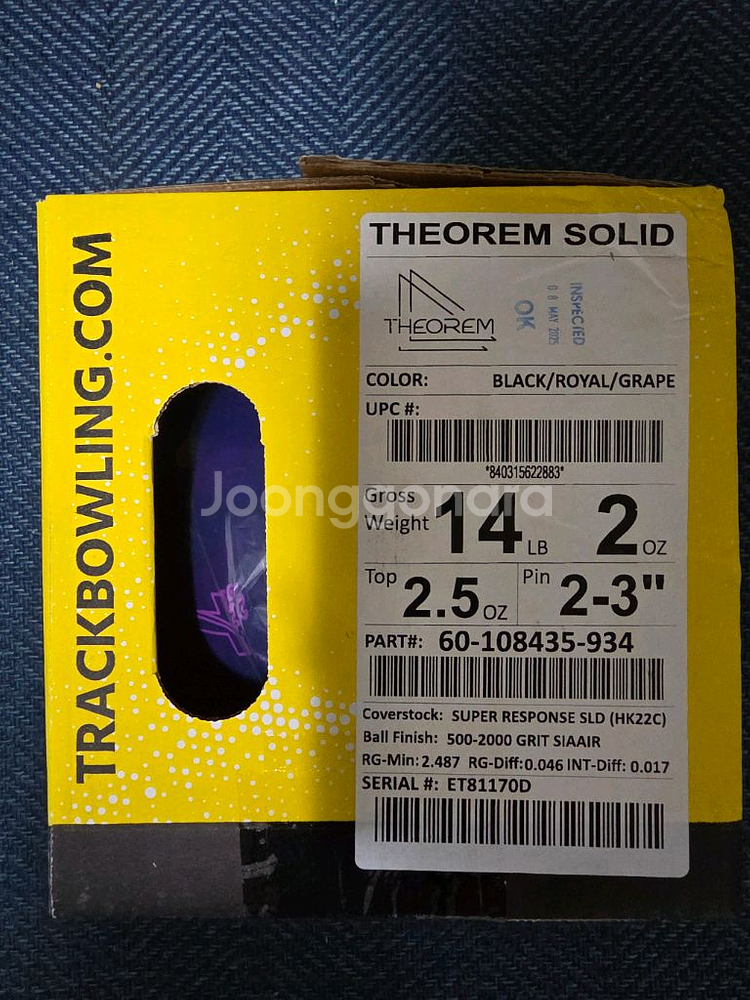 TRACKBOWLING.COM
THEOREM SOLID
THEOREM
INSPECTED
08 MAY 2025
OK
COLOR: BLACK/ROYAL/GRAPE
UPC #:
*840315622883*
Joonggonara
Gross Weight 14 LB 2 OZ
Top 2.5 OZ Pin 2-3"
PART#: 60-108435-934
Coverstock: SUPER RESPONSE SLD (HK22C)
Ball Finish: 500-2000 GRIT SIAAIR
RG-Min: 2.487 RG-Diff: 0.046 INT-Diff: 0.017
SERIAL #: ET81170D